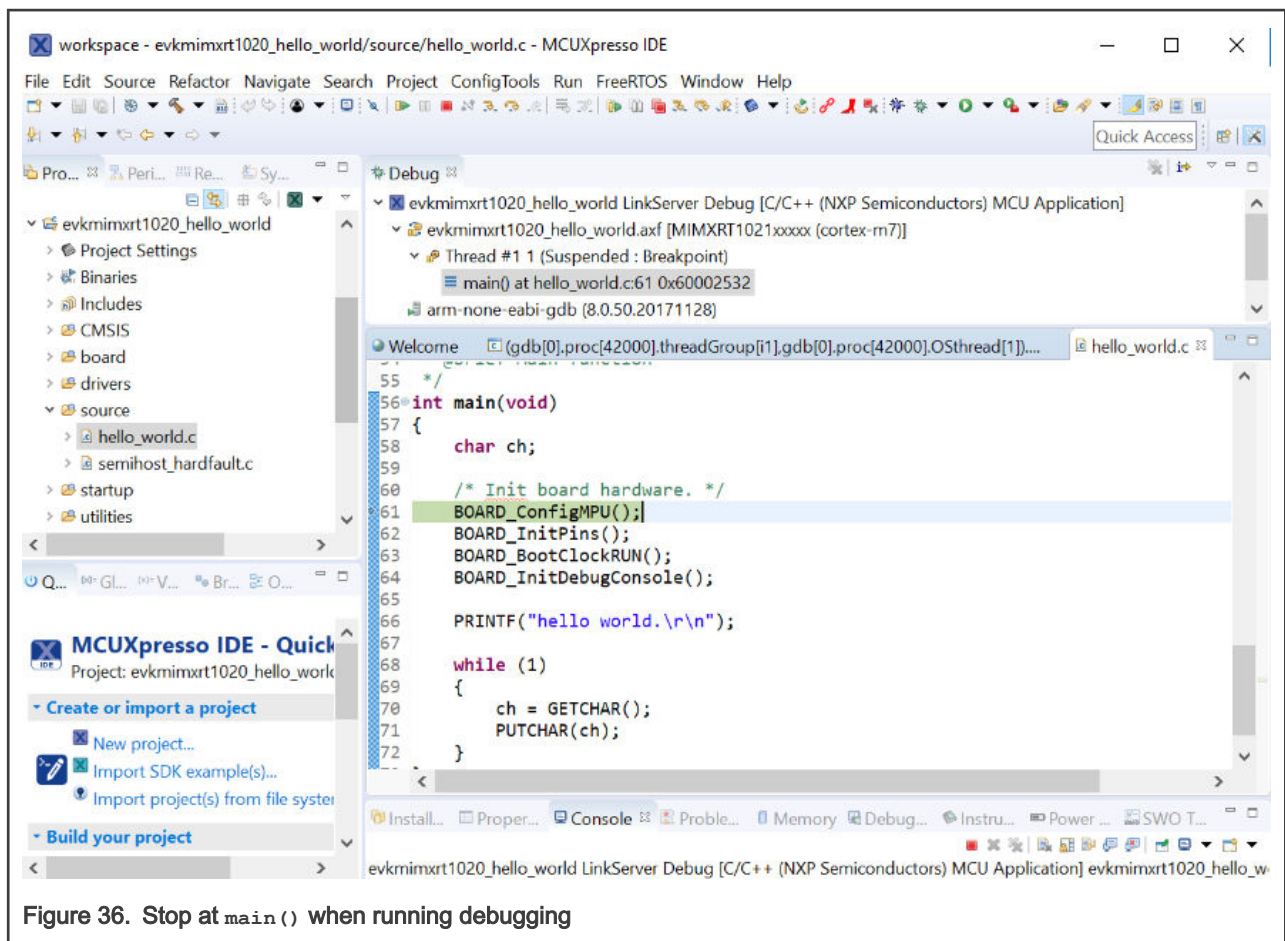 workspace - evkmimxrt1020_hello_world/source/hello_world.c - MCUXpresso IDE
File Edit Source Refactor Navigate Search Project ConfigTools Run FreeRTOS Window Help
Quick Access
Pro... Peri... Re... Sy...
evkmimxrt1020_hello_world
Project Settings
Binaries
Includes
CMSIS
board
drivers
source
hello_world.c
semihost_hardfault.c
startup
utilities
Debug
evkmimxrt1020_hello_world LinkServer Debug [C/C++ (NXP Semiconductors) MCU Application]
evkmimxrt1020_hello_world.axf [MIMXRT1021xxxxx (cortex-m7)]
Thread #1 1 (Suspended : Breakpoint)
main() at hello_world.c:61 0x60002532
arm-none-eabi-gdb (8.0.50.20171128)
Welcome (gdb[0].proc[42000].threadGroup[i1],gdb[0].proc[42000].OSthread[1]).... hello_world.c
55 */
56 int main(void)
57 {
58 char ch;
59
60 /* Init board hardware. */
61 BOARD_ConfigMPU();
62 BOARD_InitPins();
63 BOARD_BootClockRUN();
64 BOARD_InitDebugConsole();
65
66 PRINTF("hello world.\r\n");
67
68 while (1)
69 {
70 ch = GETCHAR();
71 PUTCHAR(ch);
72 }
Q... (x)= Gl... (x)= V... Br... O...
IDE
MCUXpresso IDE - Quick
Project: evkmimxrt1020_hello_worl
Create or import a project
New project...
Import SDK example(s)...
Import project(s) from file syster
Build your project
Install... Proper... Console Proble... Memory Debug... Instru... Power ... SWO T...
evkmimxrt1020_hello_world LinkServer Debug [C/C++ (NXP Semiconductors) MCU Application] evkmimxrt1020_hello_w
Figure 36. Stop at main() when running debugging